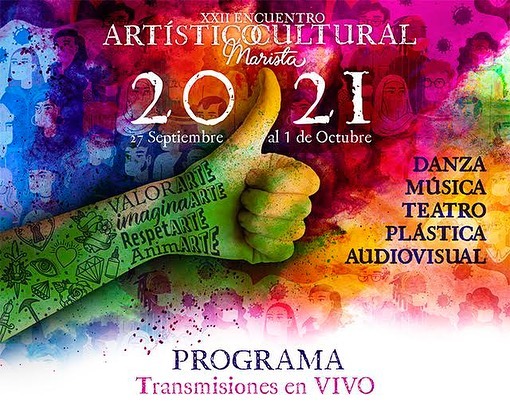 XXII ENCUENTRO
ARTÍSTICOCULTURAL
Marista
2021
27 Septiembre al 1 de Octubre
VALORARTE
imaginaARTE
RespetARTE
AnimARTE
DANZA
MÚSICA
TEATRO
PLÁSTICA
AUDIOVISUAL
PROGRAMA
Transmisiones en VIVO